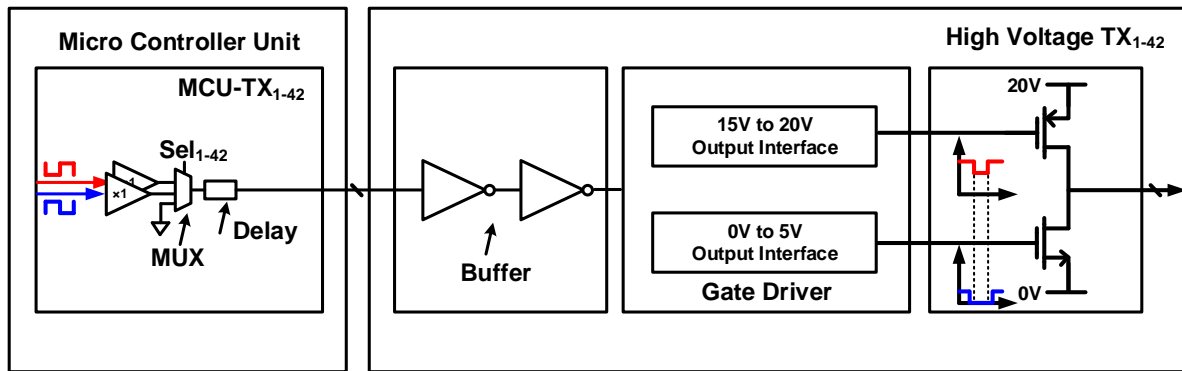 Micro Controller Unit
MCU-TX1-42
Sel1-42
×1
1
MUX
Delay
High Voltage TX1-42
Buffer
15V to 20V
Output Interface
0V to 5V
Output Interface
Gate Driver
20V
0V